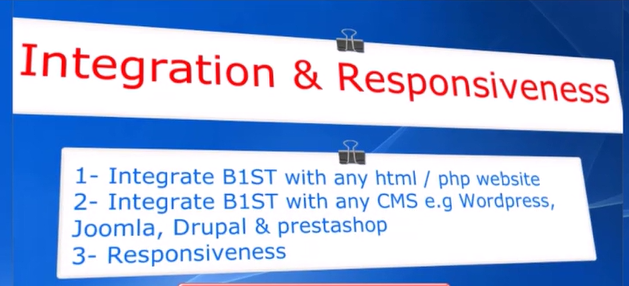 Integration & Responsiveness
1- Integrate B1ST with any html / php website
2- Integrate B1ST with any CMS e.g Wordpress,
Joomla, Drupal & prestashop
3- Responsiveness